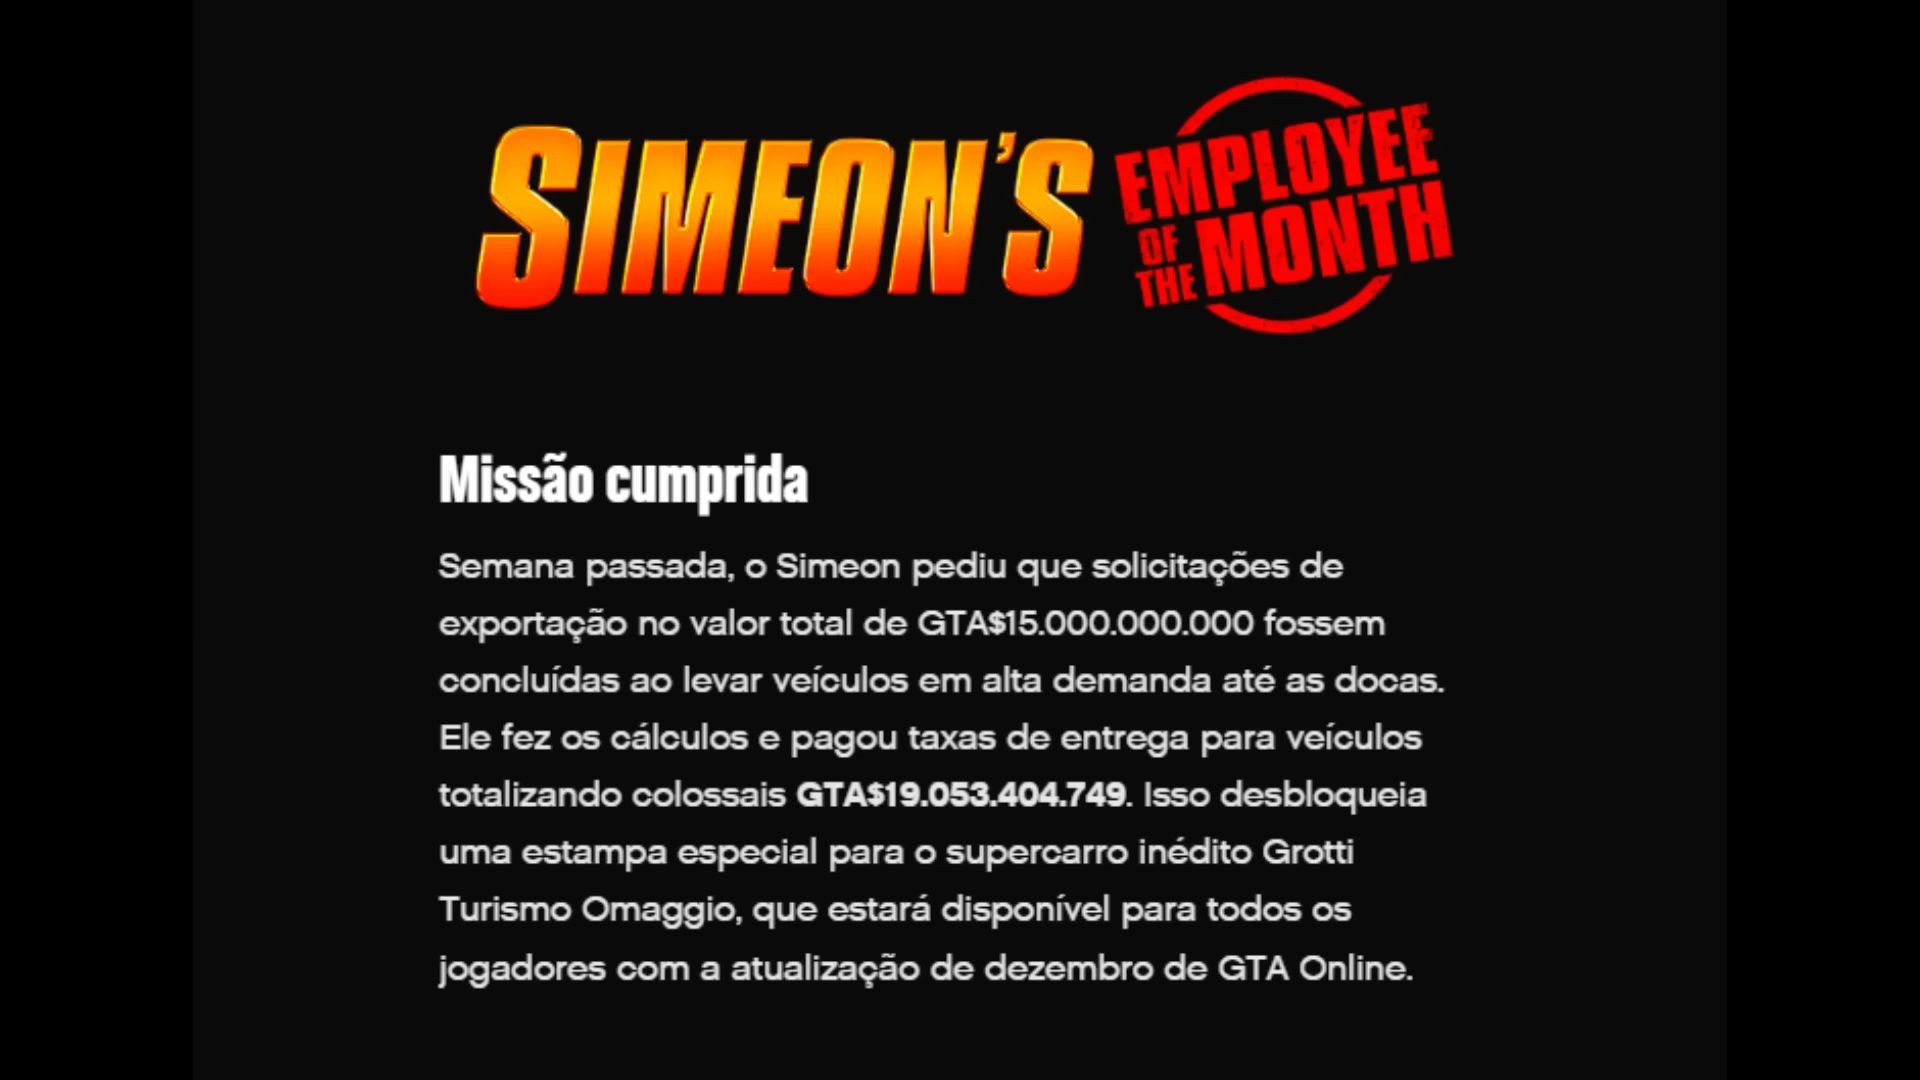 SIMEON'S
EMPLOYEE
OF
THE MONTH
Missão cumprida
Semana passada, o Simeon pediu que solicitações de
exportação no valor total de GTA$15.000.000.000 fossem
concluídas ao levar veículos em alta demanda até as docas.
Ele fez os cálculos e pagou taxas de entrega para veículos
totalizando colossais GTA$19.053.404.749. Isso desbloqueia
uma estampa especial para o supercarro inédito Grotti
Turismo Omaggio, que estará disponível para todos os
jogadores com a atualização de dezembro de GTA Online.